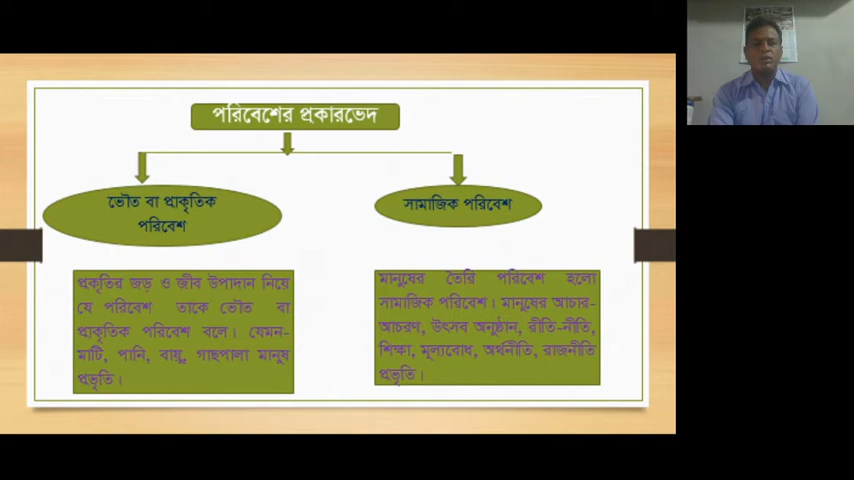 পরিবেশের প্রকারভেদ
ভৌত বা প্রাকৃতিক
পরিবেশ
সামাজিক পরিবেশ
প্রকৃতির জড় ও জীব উপাদান নিয়ে
যে পরিবেশ তাকে ভৌত বা
প্রাকৃতিক পরিবেশ বলে। যেমন-
মাটি, পানি, বায়ু, গাছপালা মানুষ
প্রভৃতি।
মানুষের তৈরি পরিবেশ হলো
সামাজিক পরিবেশ। মানুষের আচার-
আচরণ, উৎসব অনুষ্ঠান, রীতি-নীতি,
শিক্ষা, মূল্যবোধ, অর্থনীতি, রাজনীতি
প্রভৃতি।